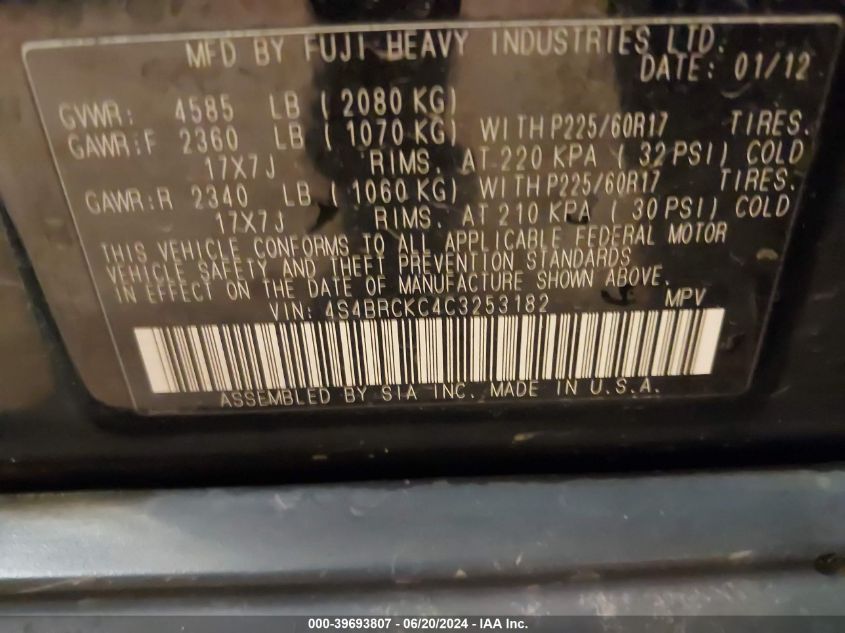 MFD BY FUJI HEAVY INDUSTRIES LTD.
DATE: 01/12
GVWR: 4585 LB ( 2080 KG)
GAWR:F 2360 LB ( 1070 KG) WITH P225/60R17 TIRES.
17X7J RIMS. AT 220 KPA ( 32 PSI) COLD
GAWR:R 2340 LB ( 1060 KG) WITH P225/60R17 TIRES.
17X7J RIMS. AT 210 KPA ( 30 PSI) COLD
THIS VEHICLE CONFORMS TO ALL APPLICABLE FEDERAL MOTOR
VEHICLE SAFETY AND THEFT PREVENTION STANDARDS
IN EFFECT ON THE DATE OF MANUFACTURE SHOWN ABOVE.
VIN: 4S4BRCKC4C3253182 MPV
ASSEMBLED BY SIA INC. MADE IN U.S.A.
000-39693807 - 06/20/2024 - IAA Inc.